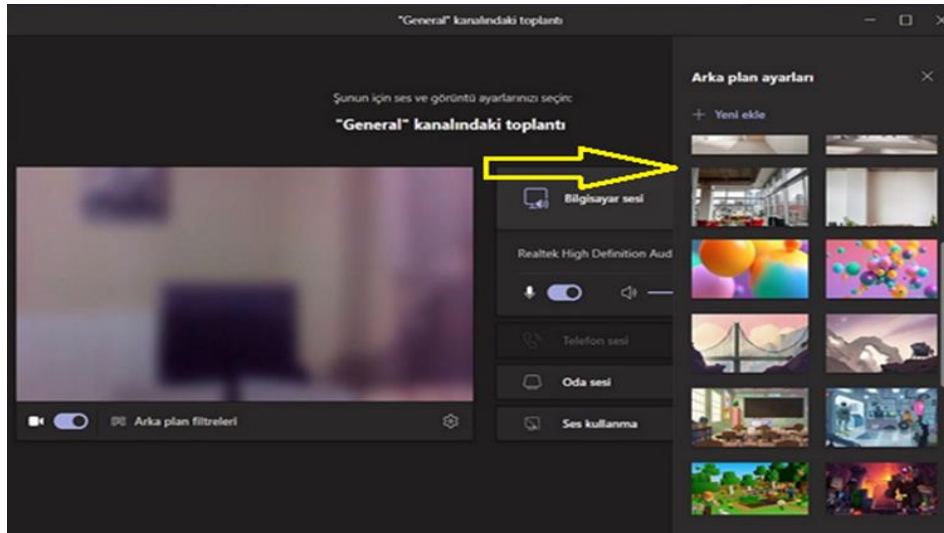 "General" kanalındaki toplantı
Şunun için ses ve görüntü ayarlarınızı seçin:
"General" kanalındaki toplantı
Arka plan filtreleri
Bilgisayar sesi
Realtek High Definition Aud
Telefon sesi
Oda sesi
Ses kullanma
Arka plan ayarları
+ Yeni ekle